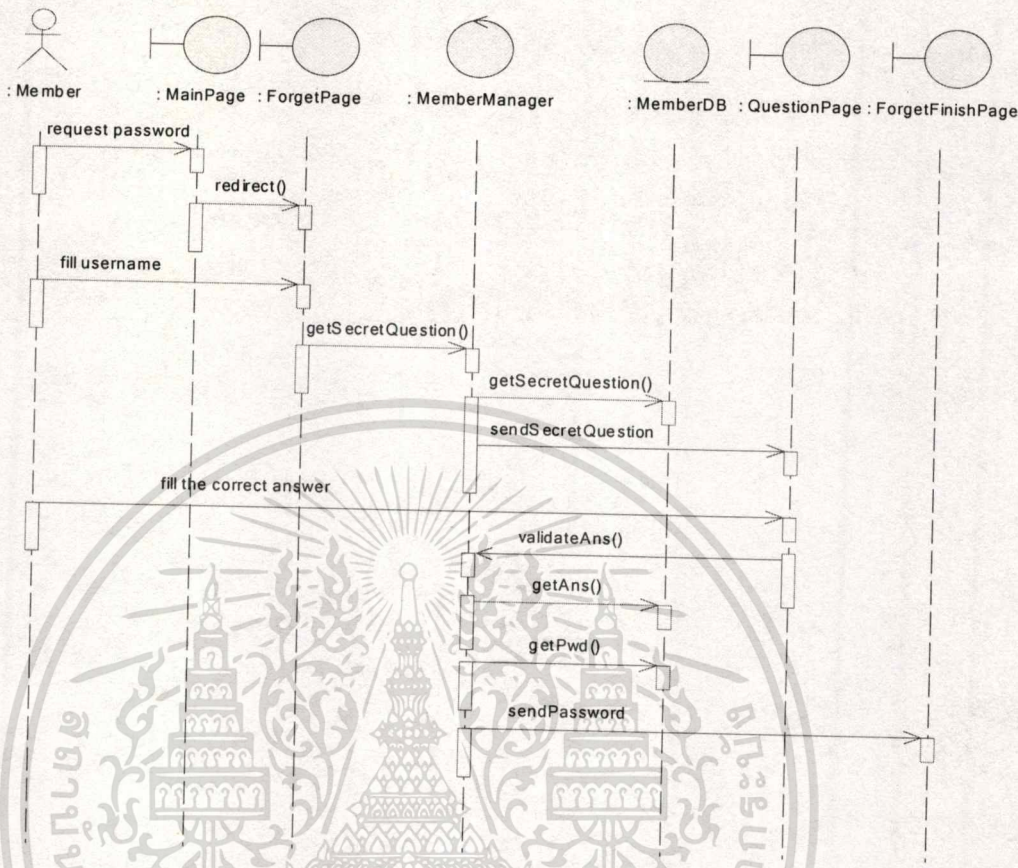 : Member
: MainPage
: ForgetPage
: MemberManager
: MemberDB
: QuestionPage
: ForgetFinishPage
request password
redirect()
fill username
getSecretQuestion()
getSecretQuestion()
sendSecretQuestion
fill the correct answer
validateAns()
getAns()
getPwd()
sendPassword